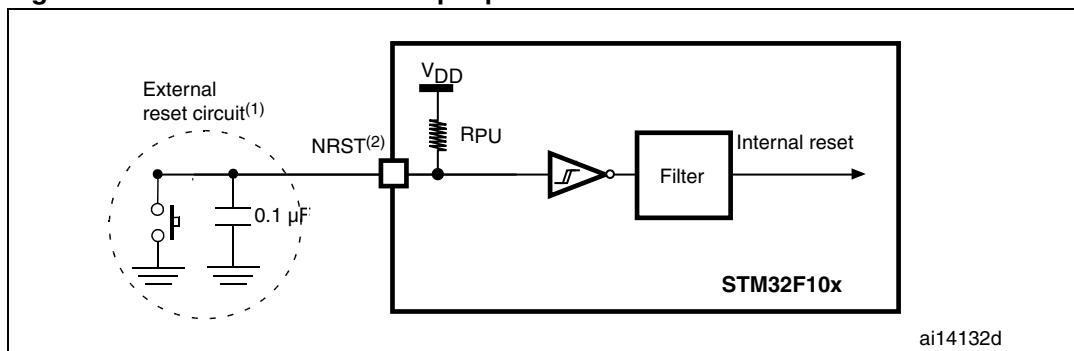 External
reset circuit(1)
VDD
NRST(2)
RPU
Internal reset
Filter
0.1 µF
STM32F10x
ai14132d